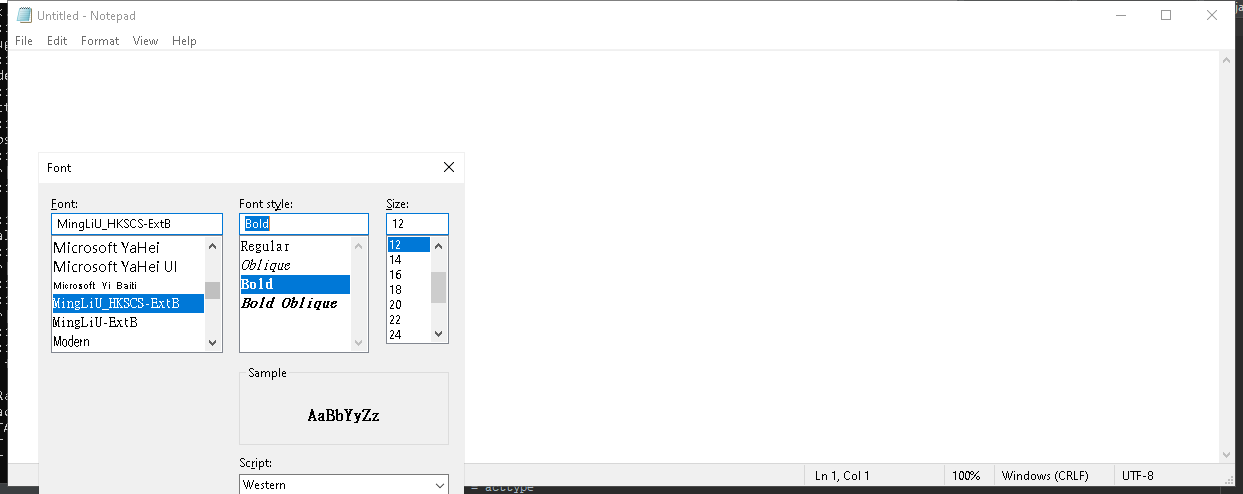 Untitled - Notepad
File Edit Format View Help
Font
Font: Font style: Size:
MingLiU_HKSCS-ExtB Bold 12
Microsoft YaHei Regular 12
Microsoft YaHei UI Oblique 14
Microsoft Yi Baiti Bold 16
MingLiU_HKSCS-ExtB Bold Oblique 18
MingLiU-ExtB 20
Modern 22
24
Sample
AaBbYyZz
Script:
Western
Ln 1, Col 1 100% Windows (CRLF) UTF-8
= acctype